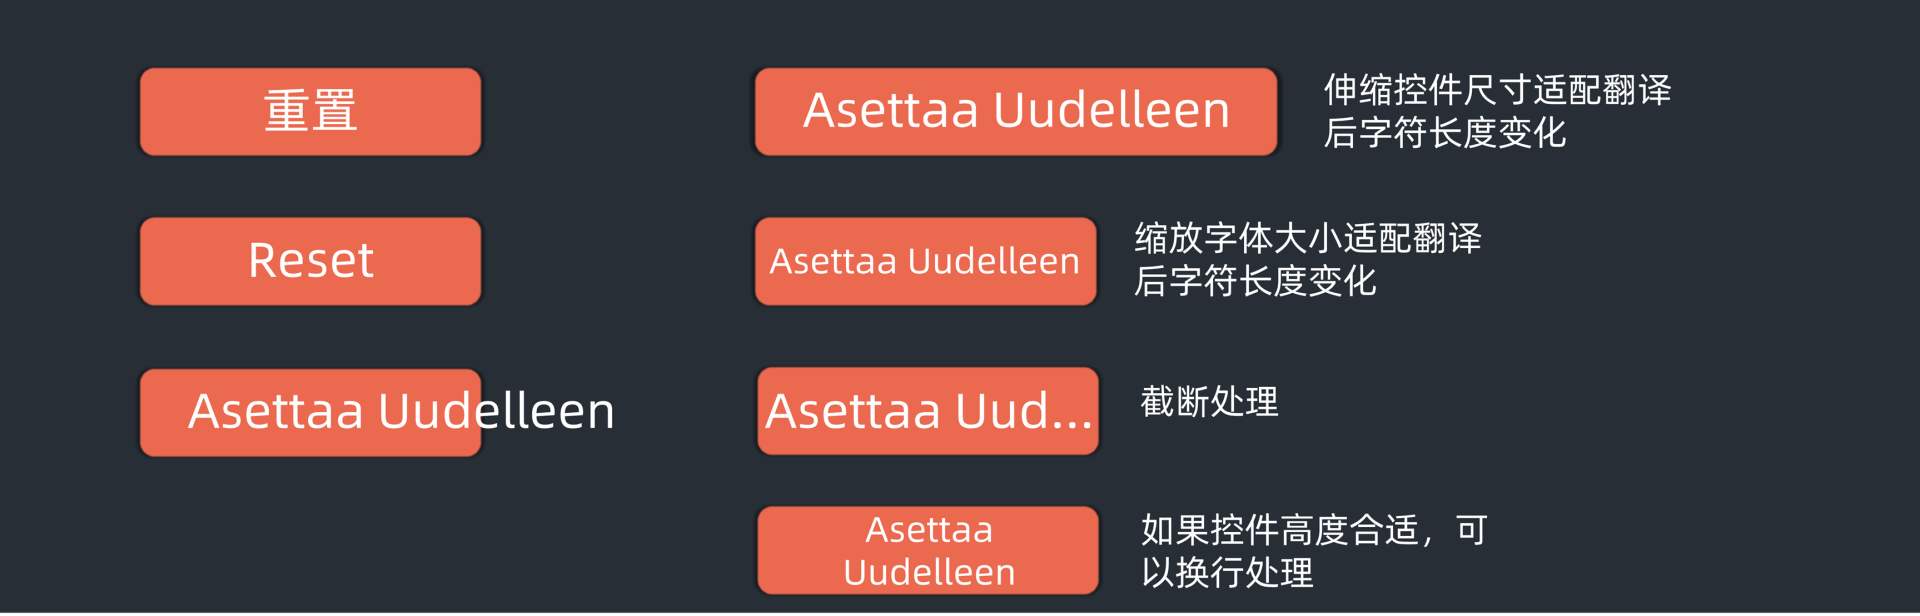 重置
Reset
Asettaa Uudelleen
Asettaa Uudelleen
伸缩控件尺寸适配翻译
后字符长度变化
Asettaa Uudelleen
缩放字体大小适配翻译
后字符长度变化
Asettaa Uud...
截断处理
Asettaa
Uudelleen
如果控件高度合适，可
以换行处理